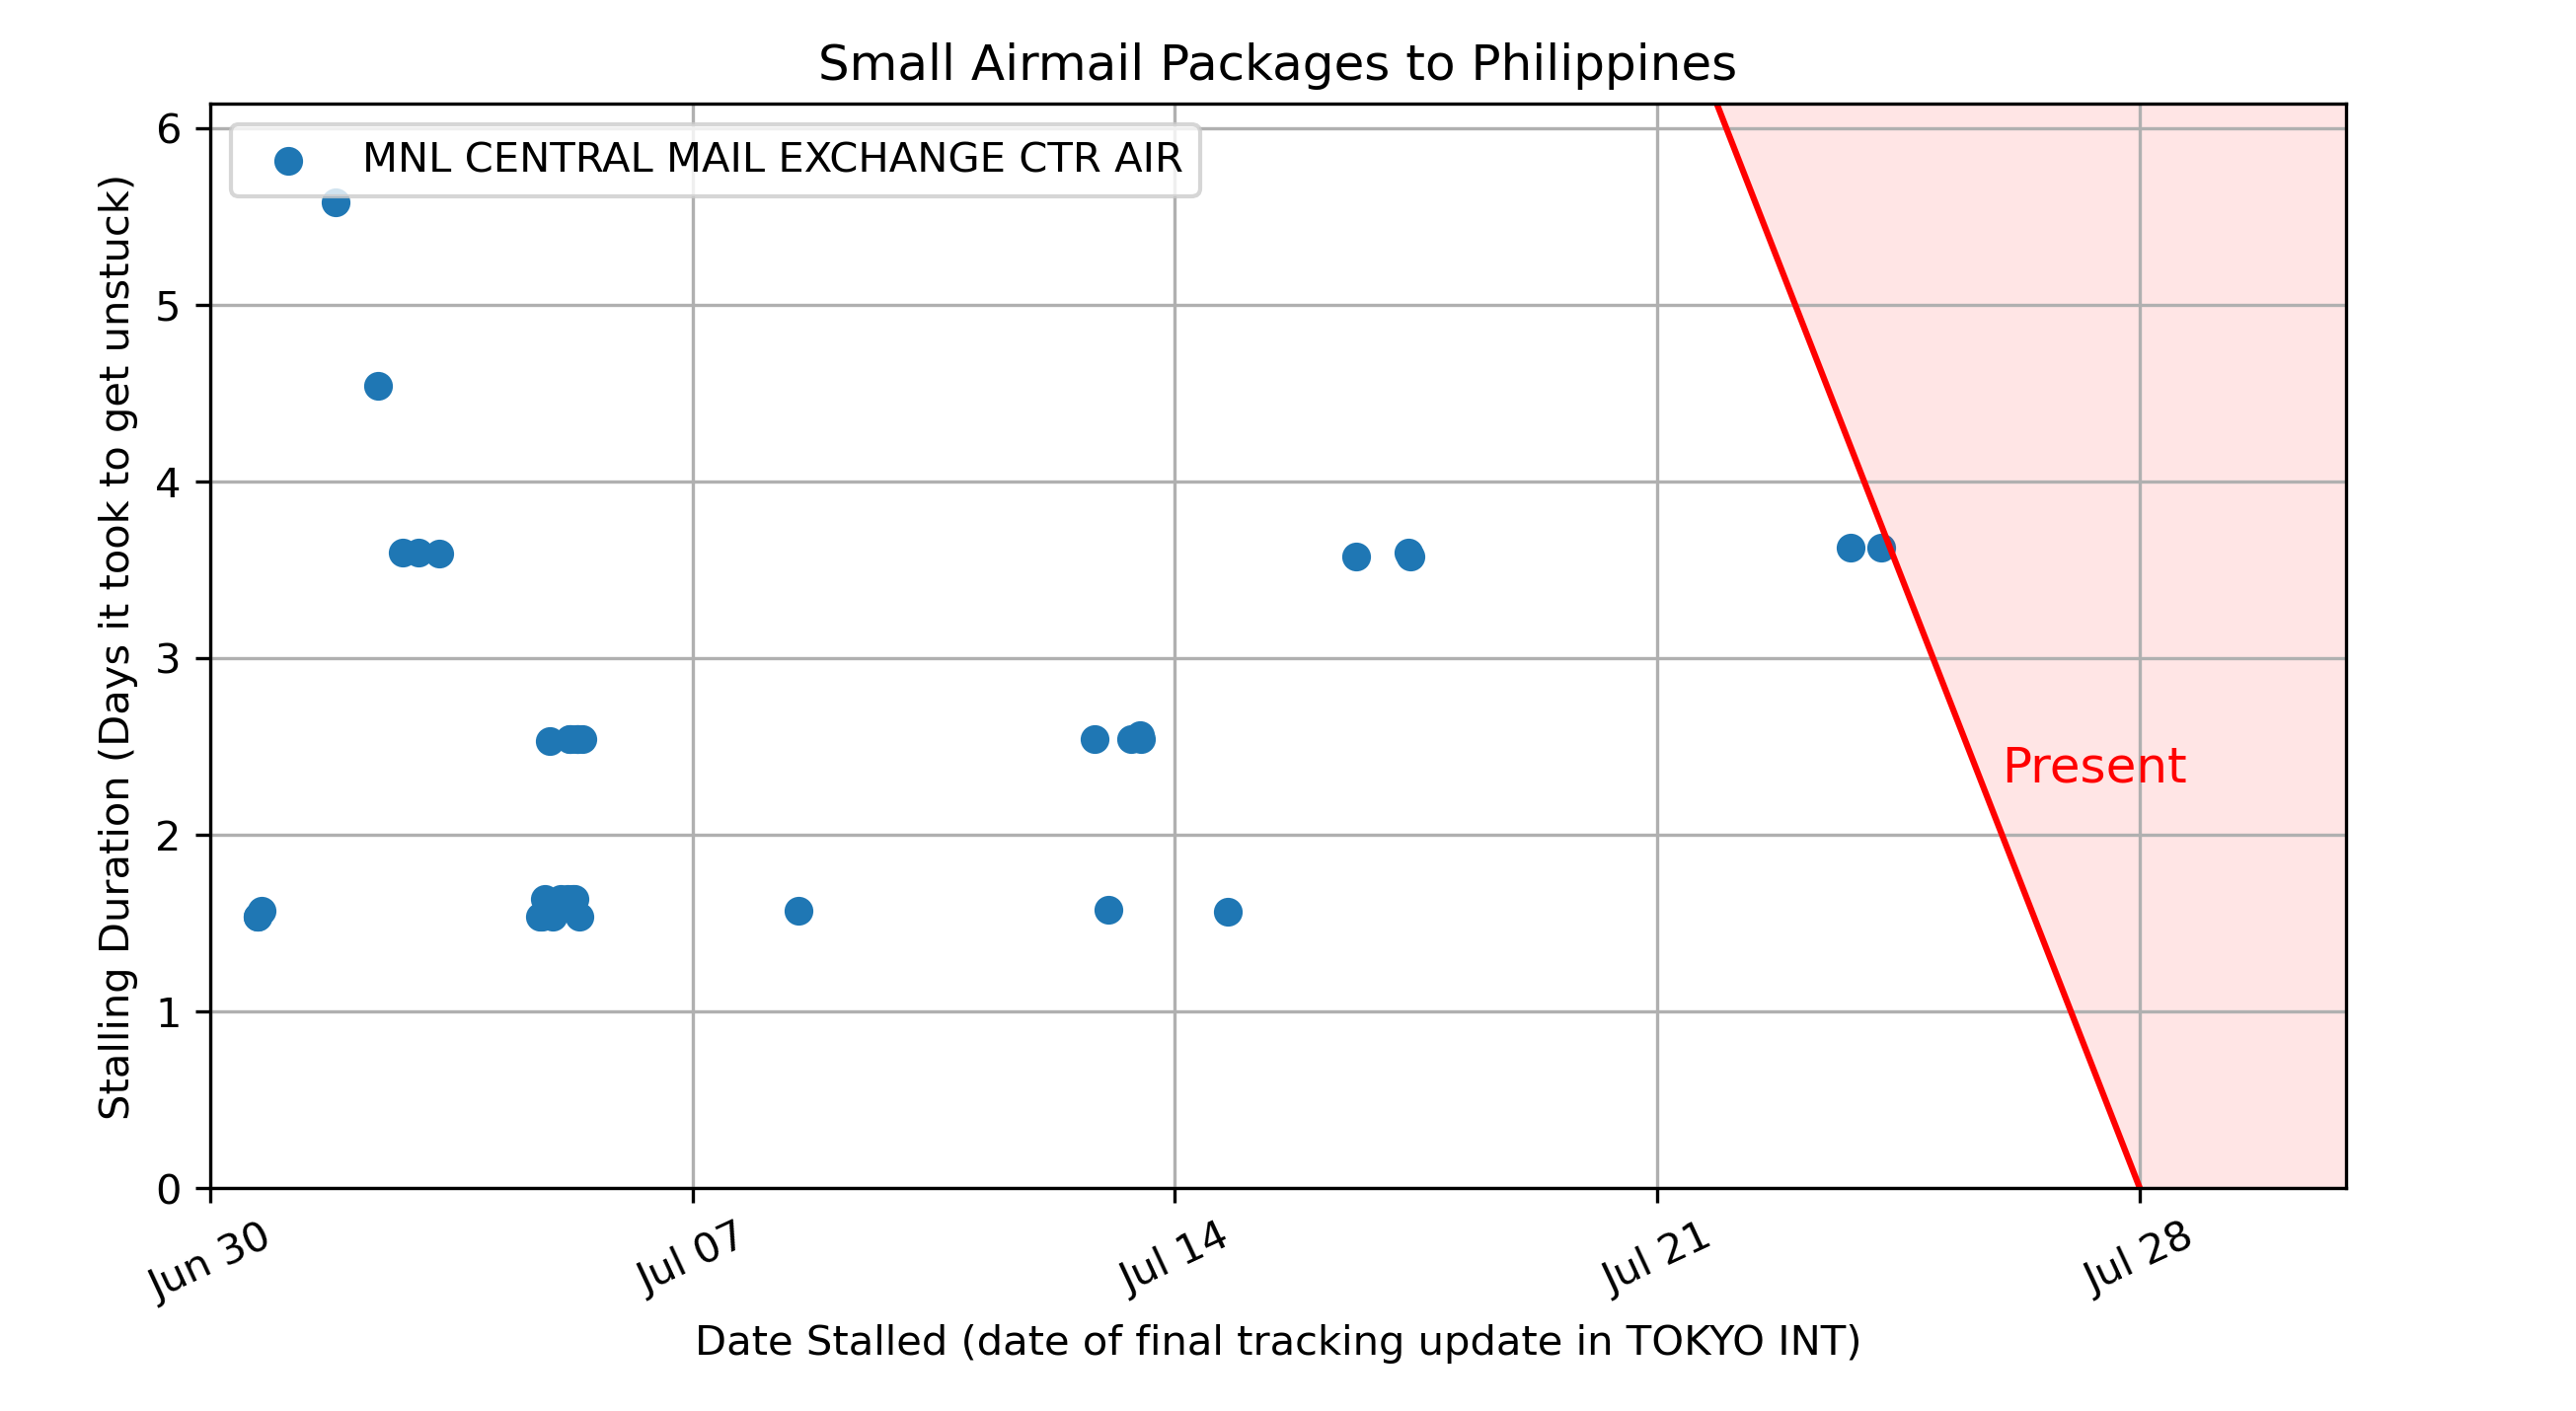 Small Airmail Packages to Philippines
MNL CENTRAL MAIL EXCHANGE CTR AIR
Stalling Duration (Days it took to get unstuck)
6
5
4
3
2
1
0
Present
Jun 30
Jul 07
Jul 14
Jul 21
Jul 28
Date Stalled (date of final tracking update in TOKYO INT)